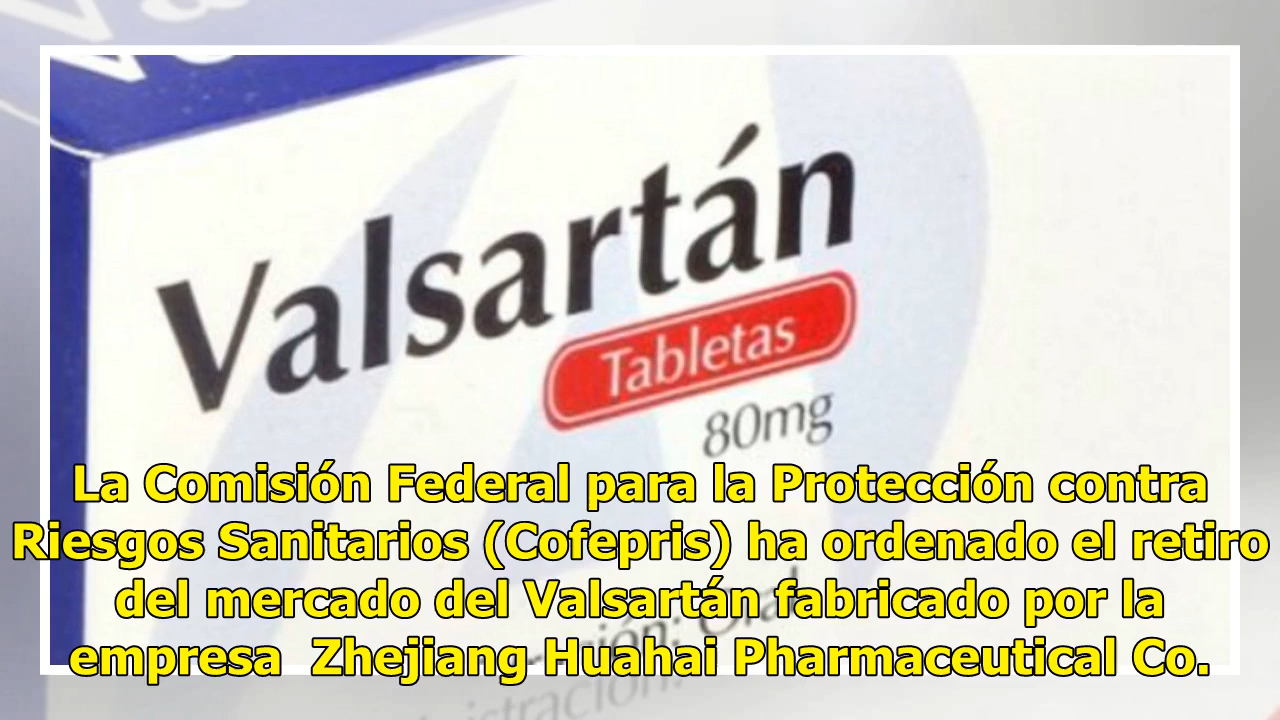 Valsartán
Tabletas
80mg
La Comisión Federal para la Protección contra
Riesgos Sanitarios (Cofepris) ha ordenado el retiro
del mercado del Valsartán fabricado por la
empresa  Zhejiang Huahai Pharmaceutical Co.